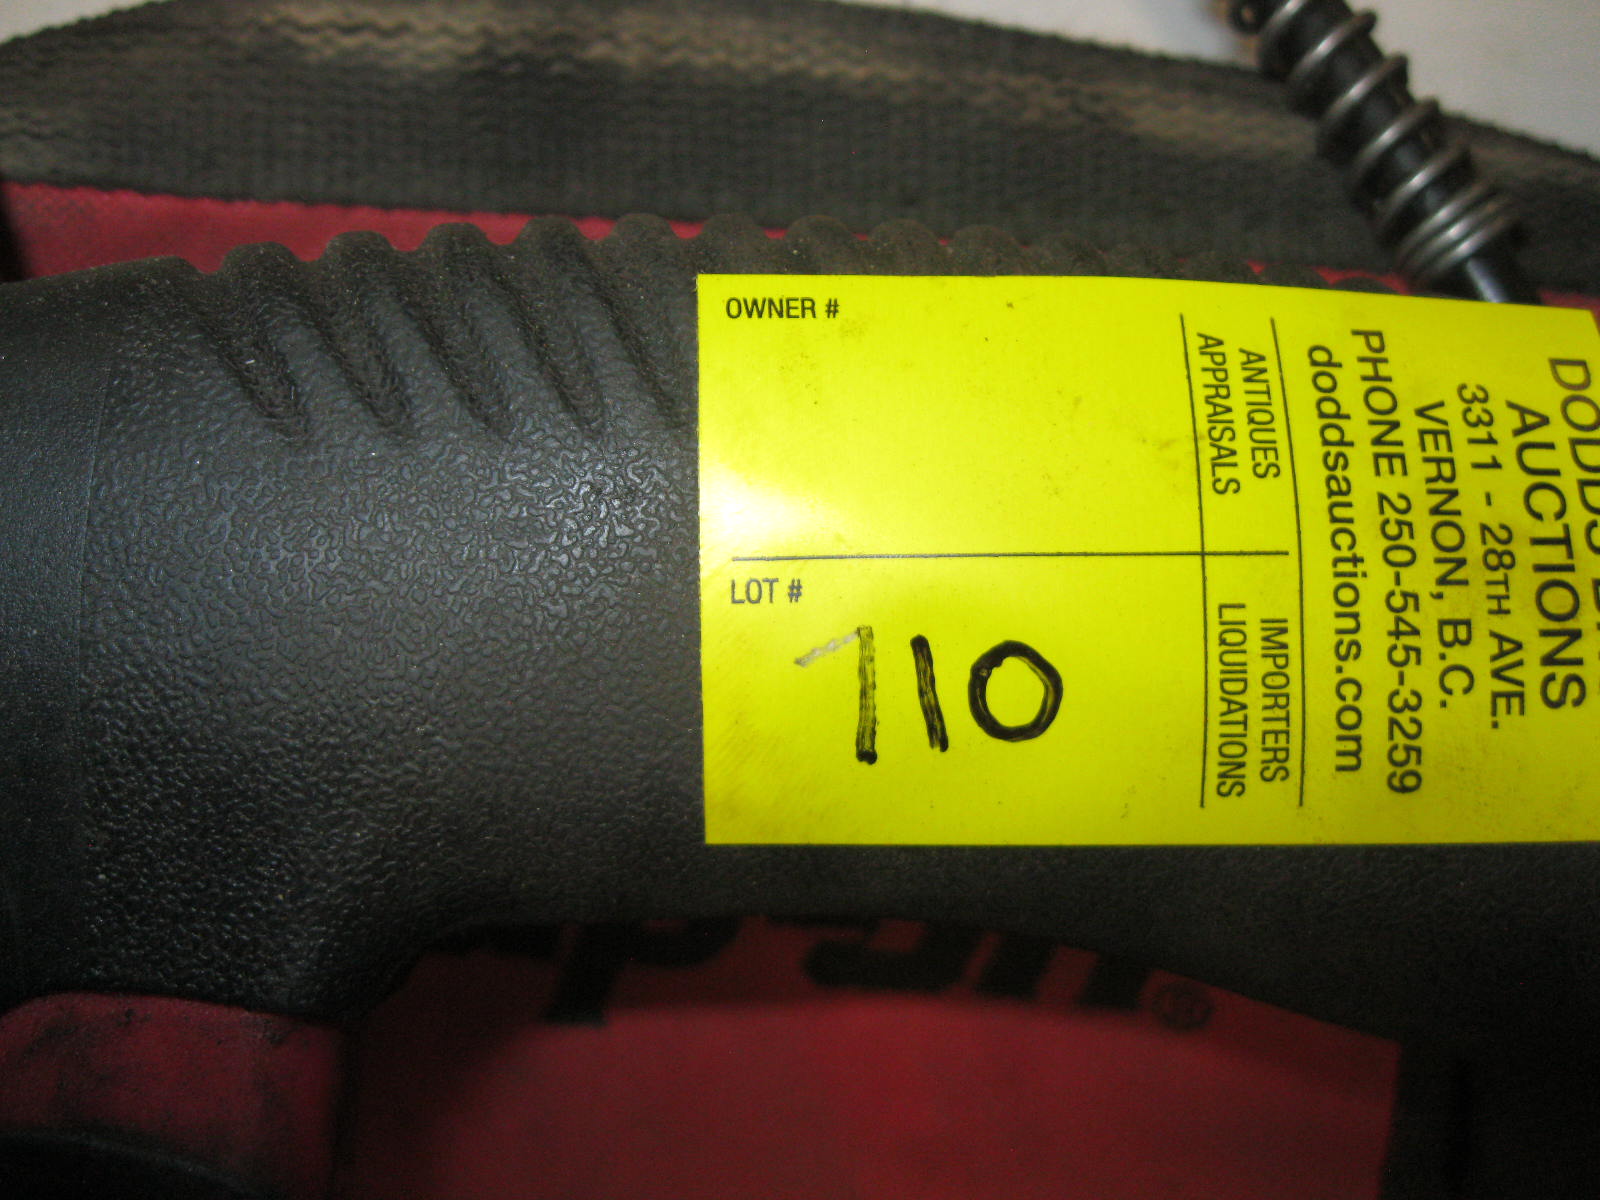 OWNER #
LOT #
710
ANTIQUES
APPRAISALS
IMPORTERS
LIQUIDATIONS
AUCTIONS
3311 - 28TH AVE.
VERNON, B.C.
PHONE 250-545-3259
doddsauctions.com